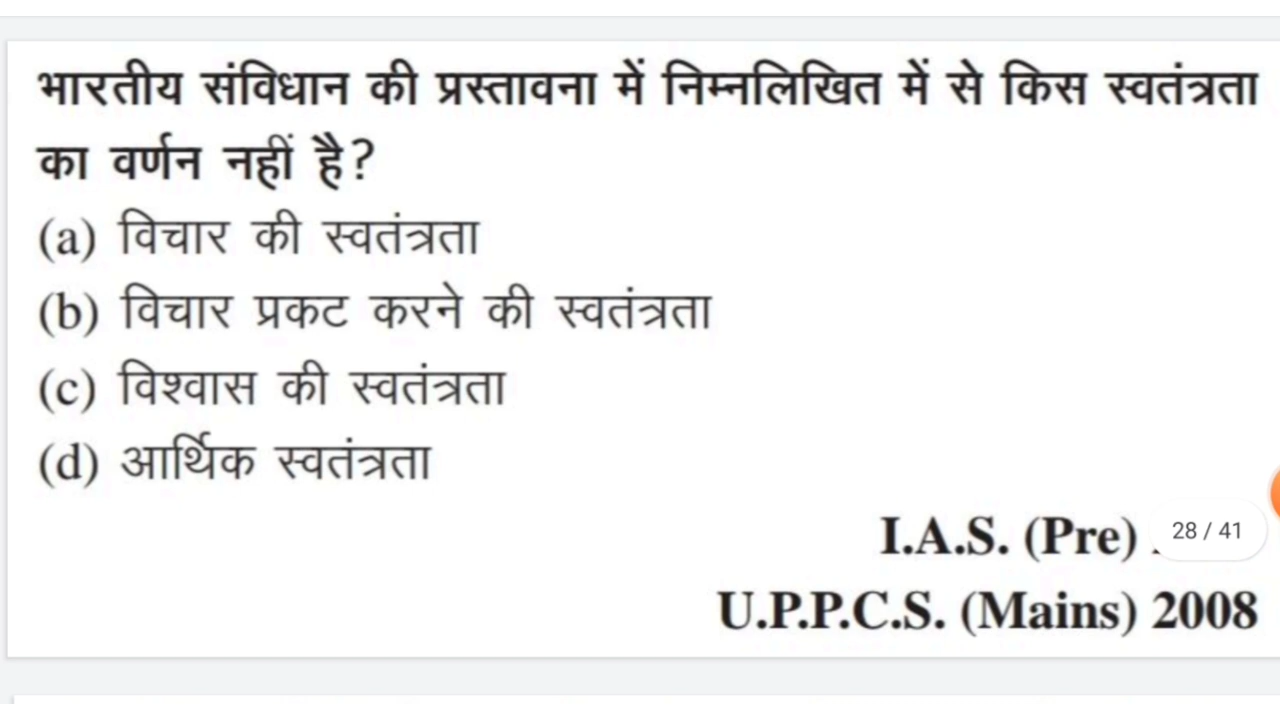 भारतीय संविधान की प्रस्तावना में निम्नलिखित में से किस स्वतंत्रता
का वर्णन नहीं है?
(a) विचार की स्वतंत्रता
(b) विचार प्रकट करने की स्वतंत्रता
(c) विश्वास की स्वतंत्रता
(d) आर्थिक स्वतंत्रता
I.A.S. (Pre)
28 / 41
U.P.P.C.S. (Mains) 2008